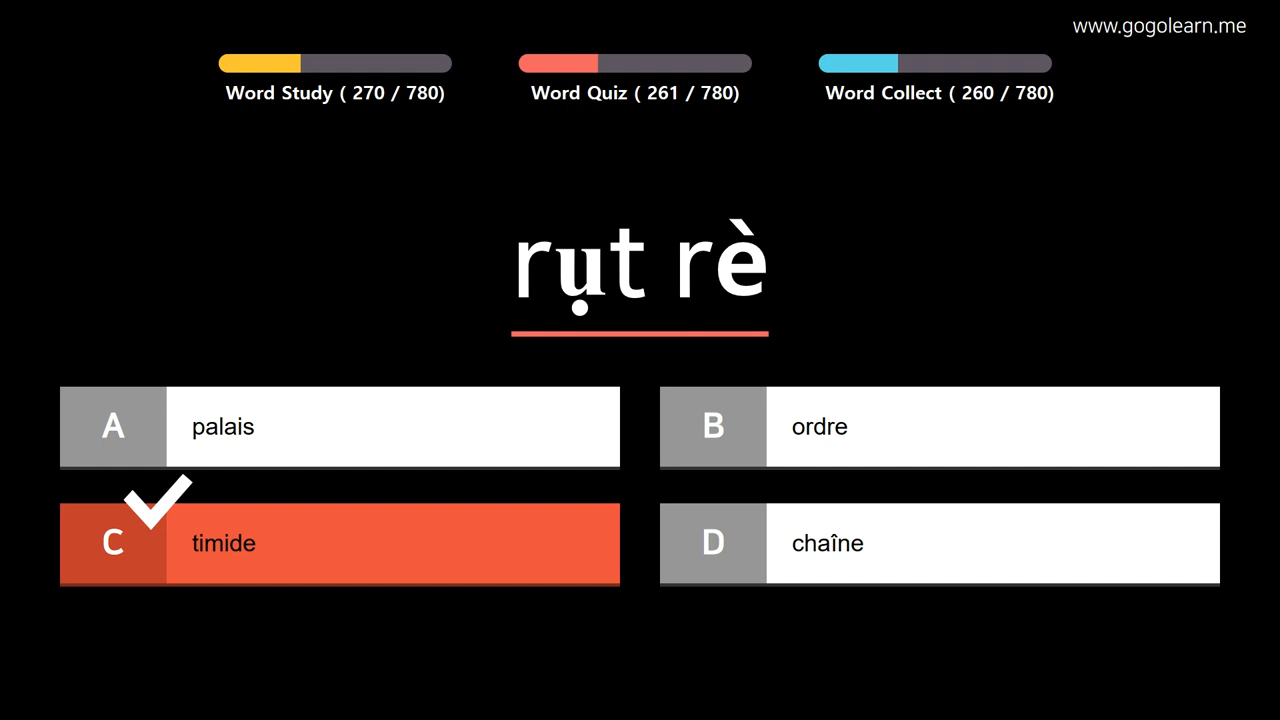 www.gogolearn.me
Word Study ( 270 / 780)
Word Quiz ( 261 / 780)
Word Collect ( 260 / 780)
rụt rè
A palais
B ordre
C timide
D chaîne